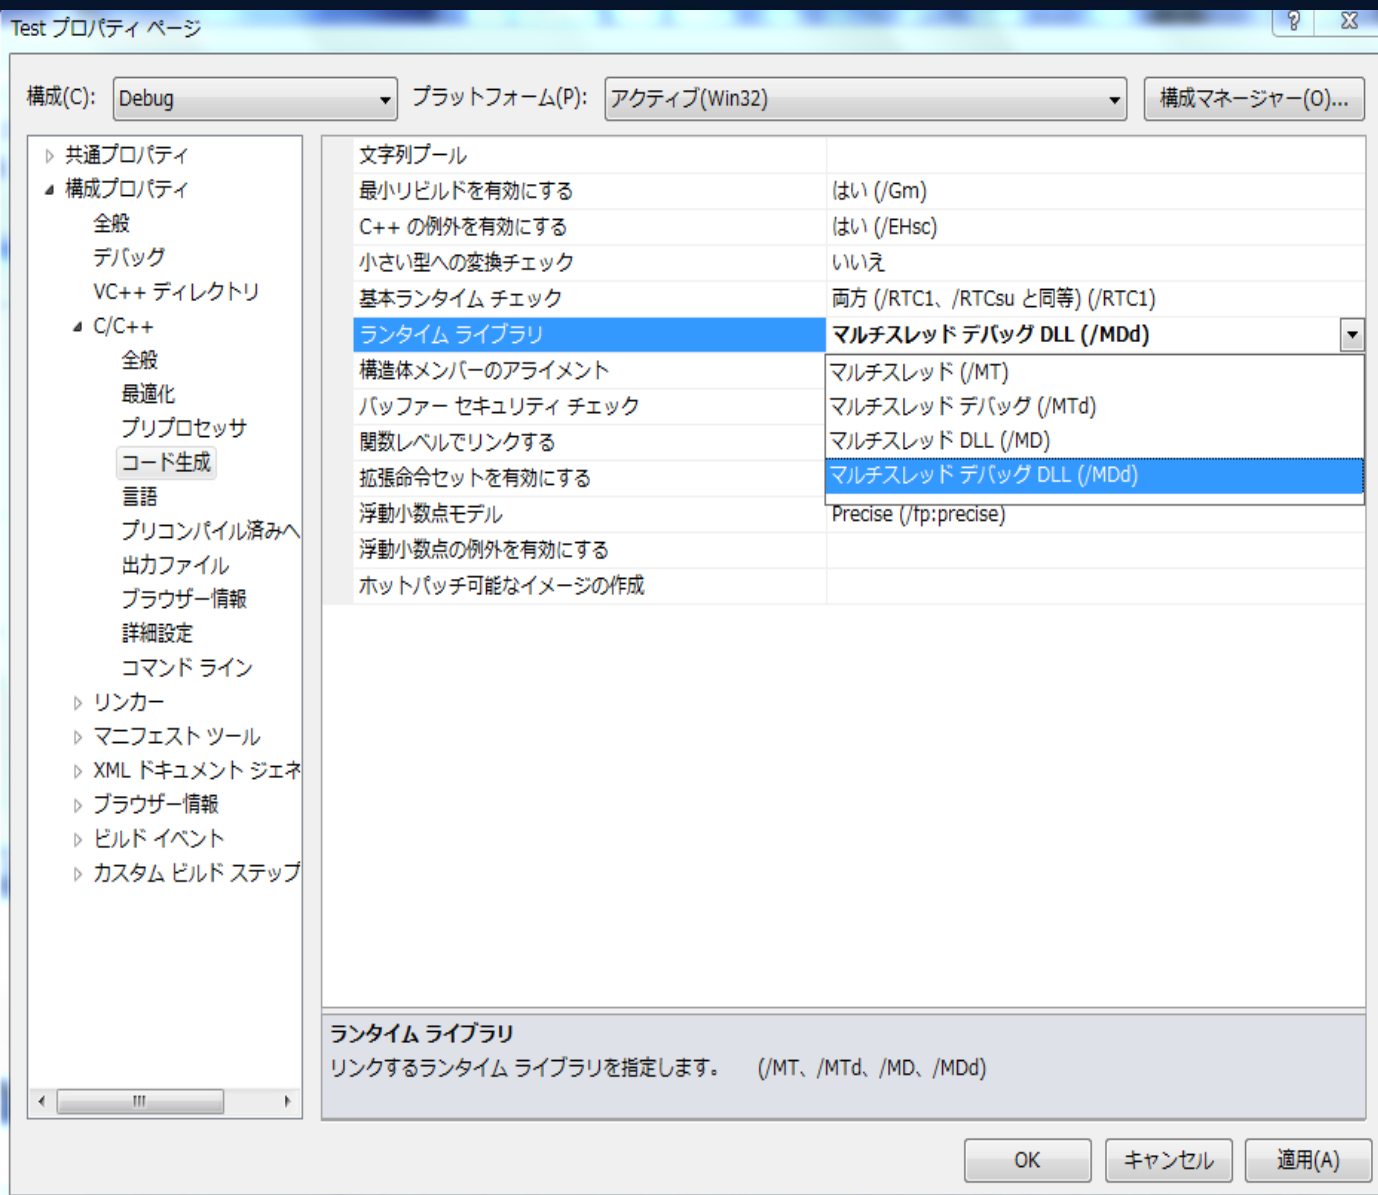 Test プロパティ ページ
構成(C): Debug プラットフォーム(P): アクティブ(Win32) 構成マネージャー(O)...
共通プロパティ
構成プロパティ
全般
デバッグ
VC++ ディレクトリ
C/C++
全般
最適化
プリプロセッサ
コード生成
言語
プリコンパイル済みヘ
出力ファイル
ブラウザー情報
詳細設定
コマンド ライン
リンカー
マニフェスト ツール
XML ドキュメント ジェネ
ブラウザー情報
ビルド イベント
カスタム ビルド ステップ
文字列プール
最小リビルドを有効にする はい (/Gm)
C++ の例外を有効にする はい (/EHsc)
小さい型への変換チェック いいえ
基本ランタイム チェック 両方 (/RTC1、/RTCsu と同等) (/RTC1)
ランタイム ライブラリ マルチスレッド デバッグ DLL (/MDd)
構造体メンバーのアライメント マルチスレッド (/MT)
バッファー セキュリティ チェック マルチスレッド デバッグ (/MTd)
関数レベルでリンクする マルチスレッド DLL (/MD)
拡張命令セットを有効にする マルチスレッド デバッグ DLL (/MDd)
浮動小数点モデル Precise (/fp:precise)
浮動小数点の例外を有効にする
ホットパッチ可能なイメージの作成
ランタイム ライブラリ
リンクするランタイム ライブラリを指定します。 (/MT、/MTd、/MD、/MDd)
OK キャンセル 適用(A)